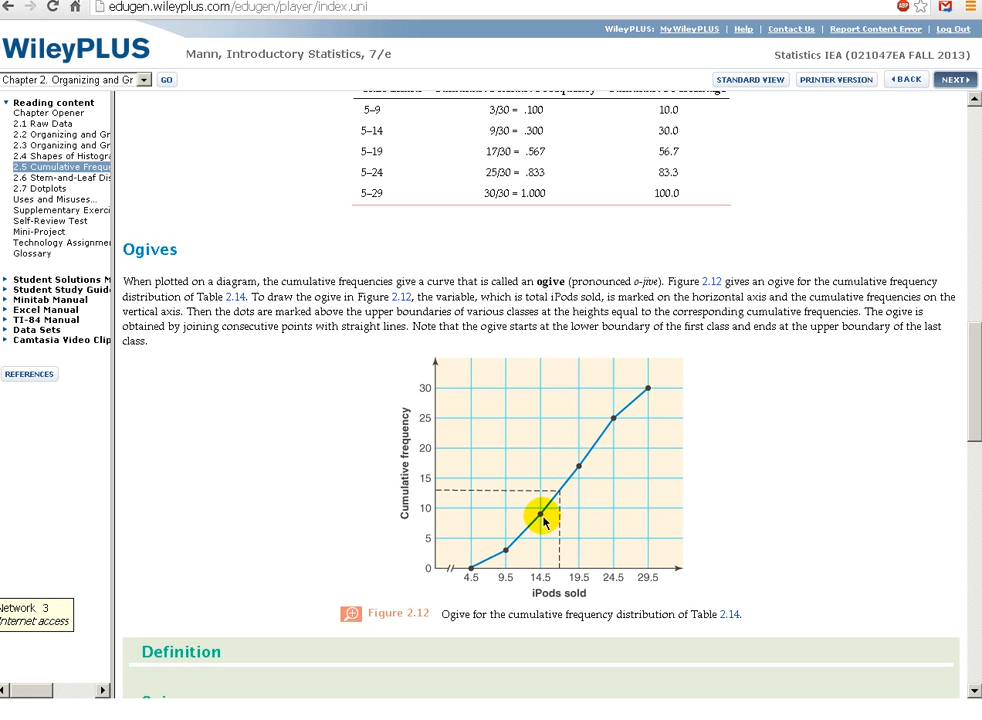 edugen.wileyplus.com/edugen/player/index.uni
ABP
WileyPLUS: MyWileyPLUS | Help | Contact Us | Report Content Error | Log Out
WileyPLUS
Mann, Introductory Statistics, 7/e
Statistics IEA (021047EA FALL 2013)
Chapter 2. Organizing and Gr
GO
STANDARD VIEW
PRINTER VERSION
BACK
NEXT
Reading content
Chapter Opener
2.1 Raw Data
2.2 Organizing and Gr
2.3 Organizing and Gr
2.4 Shapes of Histogra
2.5 Cumulative Freque
2.6 Stem-and-Leaf Dis
2.7 Dotplots
Uses and Misuses...
Supplementary Exerci
Self-Review Test
Mini-Project
Technology Assignmen
Glossary
Student Solutions M
Student Study Guide
Minitab Manual
Excel Manual
TI-84 Manual
Data Sets
Camtasia Video Clip
REFERENCES
Network 3
Internet access
5–9 3/30 = .100 10.0
5–14 9/30 = .300 30.0
5–19 17/30 = .567 56.7
5–24 25/30 = .833 83.3
5–29 30/30 = 1.000 100.0
Ogives
When plotted on a diagram, the cumulative frequencies give a curve that is called an ogive (pronounced o-jive). Figure 2.12 gives an ogive for the cumulative frequency
distribution of Table 2.14. To draw the ogive in Figure 2.12, the variable, which is total iPods sold, is marked on the horizontal axis and the cumulative frequencies on the
vertical axis. Then the dots are marked above the upper boundaries of various classes at the heights equal to the corresponding cumulative frequencies. The ogive is
obtained by joining consecutive points with straight lines. Note that the ogive starts at the lower boundary of the first class and ends at the upper boundary of the last
class.
Cumulative frequency
30
25
20
15
10
5
0
4.5 9.5 14.5 19.5 24.5 29.5
iPods sold
Figure 2.12 Ogive for the cumulative frequency distribution of Table 2.14.
Definition